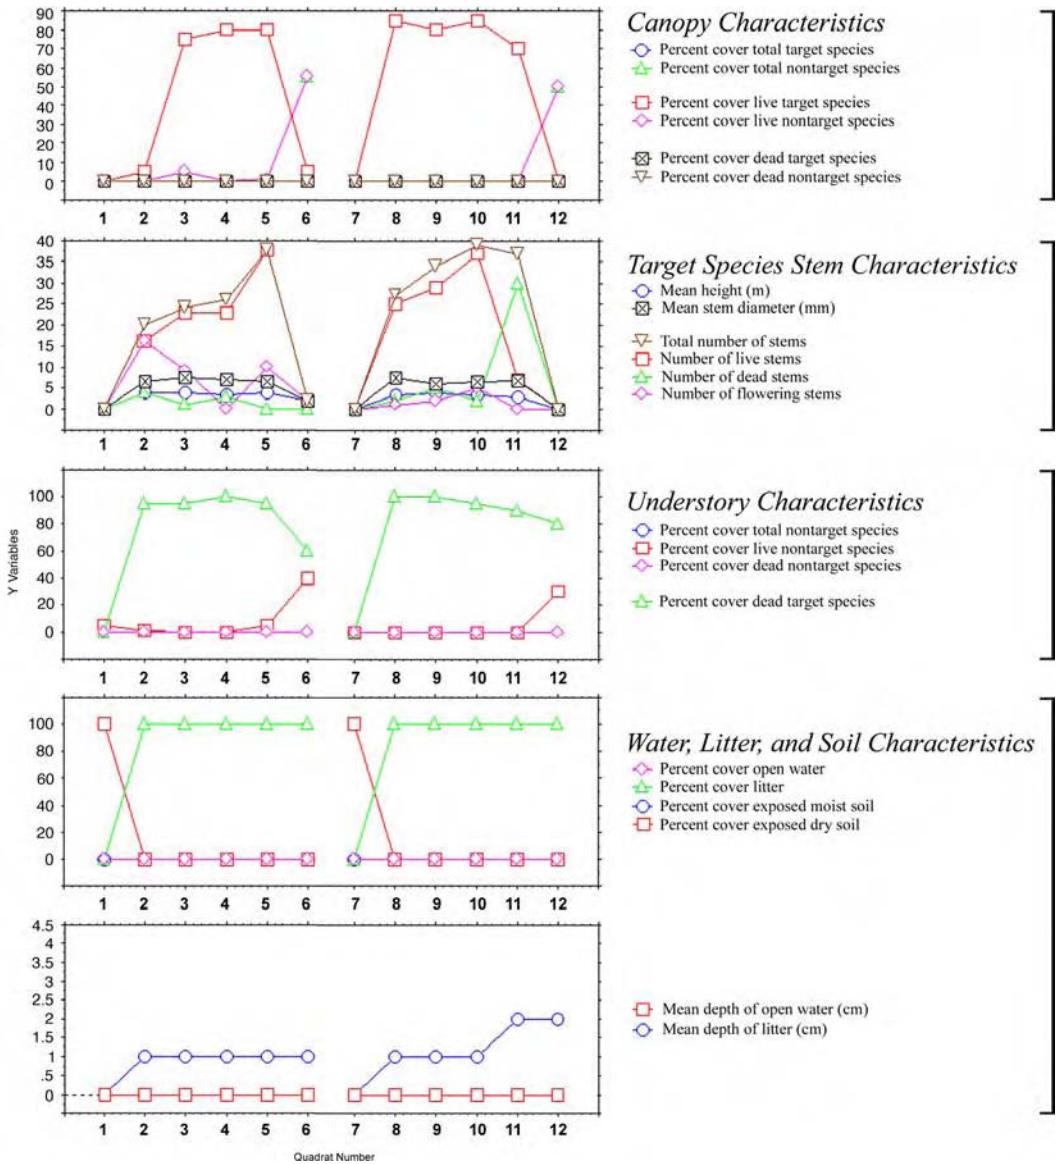 90
80
70
60
50
40
30
20
10
0
1 2 3 4 5 6 7 8 9 10 11 12
Canopy Characteristics
Percent cover total target species
Percent cover total nontarget species
Percent cover live target species
Percent cover live nontarget species
Percent cover dead target species
Percent cover dead nontarget species
40
35
30
25
20
15
10
5
0
1 2 3 4 5 6 7 8 9 10 11 12
Target Species Stem Characteristics
Mean height (m)
Mean stem diameter (mm)
Total number of stems
Number of live stems
Number of dead stems
Number of flowering stems
Y Variables
100
80
60
40
20
0
1 2 3 4 5 6 7 8 9 10 11 12
Understory Characteristics
Percent cover total nontarget species
Percent cover live nontarget species
Percent cover dead nontarget species
Percent cover dead target species
100
80
60
40
20
0
1 2 3 4 5 6 7 8 9 10 11 12
Water, Litter, and Soil Characteristics
Percent cover open water
Percent cover litter
Percent cover exposed moist soil
Percent cover exposed dry soil
4.5
4
3.5
3
2.5
2
1.5
1
.5
0
1 2 3 4 5 6 7 8 9 10 11 12
Mean depth of open water (cm)
Mean depth of litter (cm)
Quadrat Number